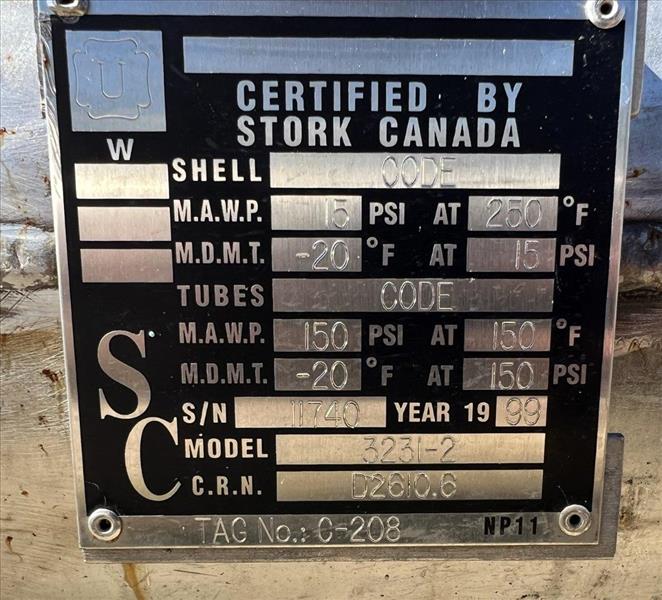 U
CERTIFIED BY
STORK CANADA
W
SHELL CODE
M.A.W.P. 15 PSI AT 250 °F
M.D.M.T. -20 °F AT 15 PSI
TUBES CODE
M.A.W.P. 150 PSI AT 150 °F
M.D.M.T. -20 °F AT 150 PSI
SC
S/N 11740 YEAR 19 99
MODEL 3231-2
C.R.N. D2610.6
TAG No.: C-208 NP11